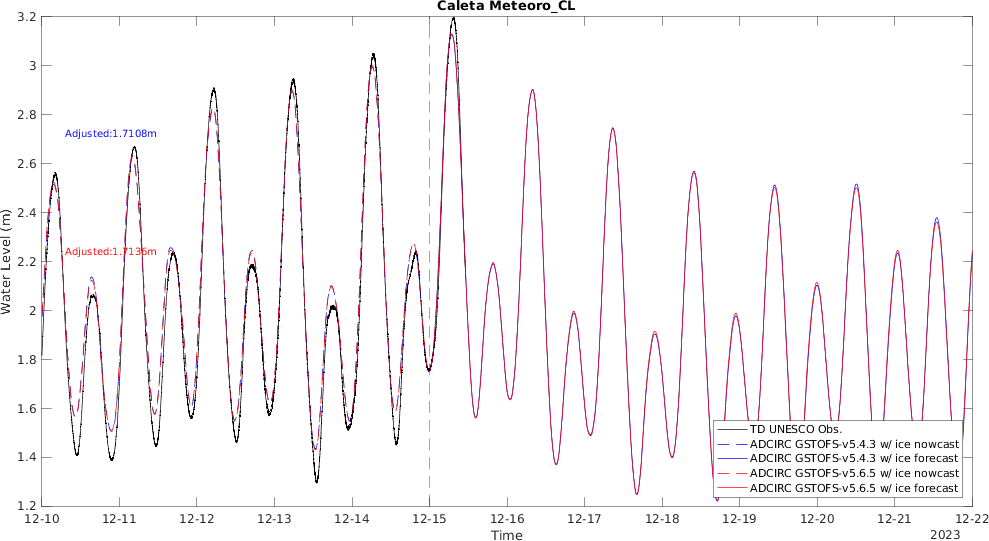 Caleta Meteoro_CL
3.2
3
2.8
2.6
2.4
2.2
2
1.8
1.6
1.4
1.2
Water Level (m)
Adjusted:1.7108m
Adjusted:1.7136m
TD UNESCO Obs.
ADCIRC GSTOFS-v5.4.3 w/ ice nowcast
ADCIRC GSTOFS-v5.4.3 w/ ice forecast
ADCIRC GSTOFS-v5.6.5 w/ ice nowcast
ADCIRC GSTOFS-v5.6.5 w/ ice forecast
12-10 12-11 12-12 12-13 12-14 12-15 12-16 12-17 12-18 12-19 12-20 12-21 12-22
Time
2023